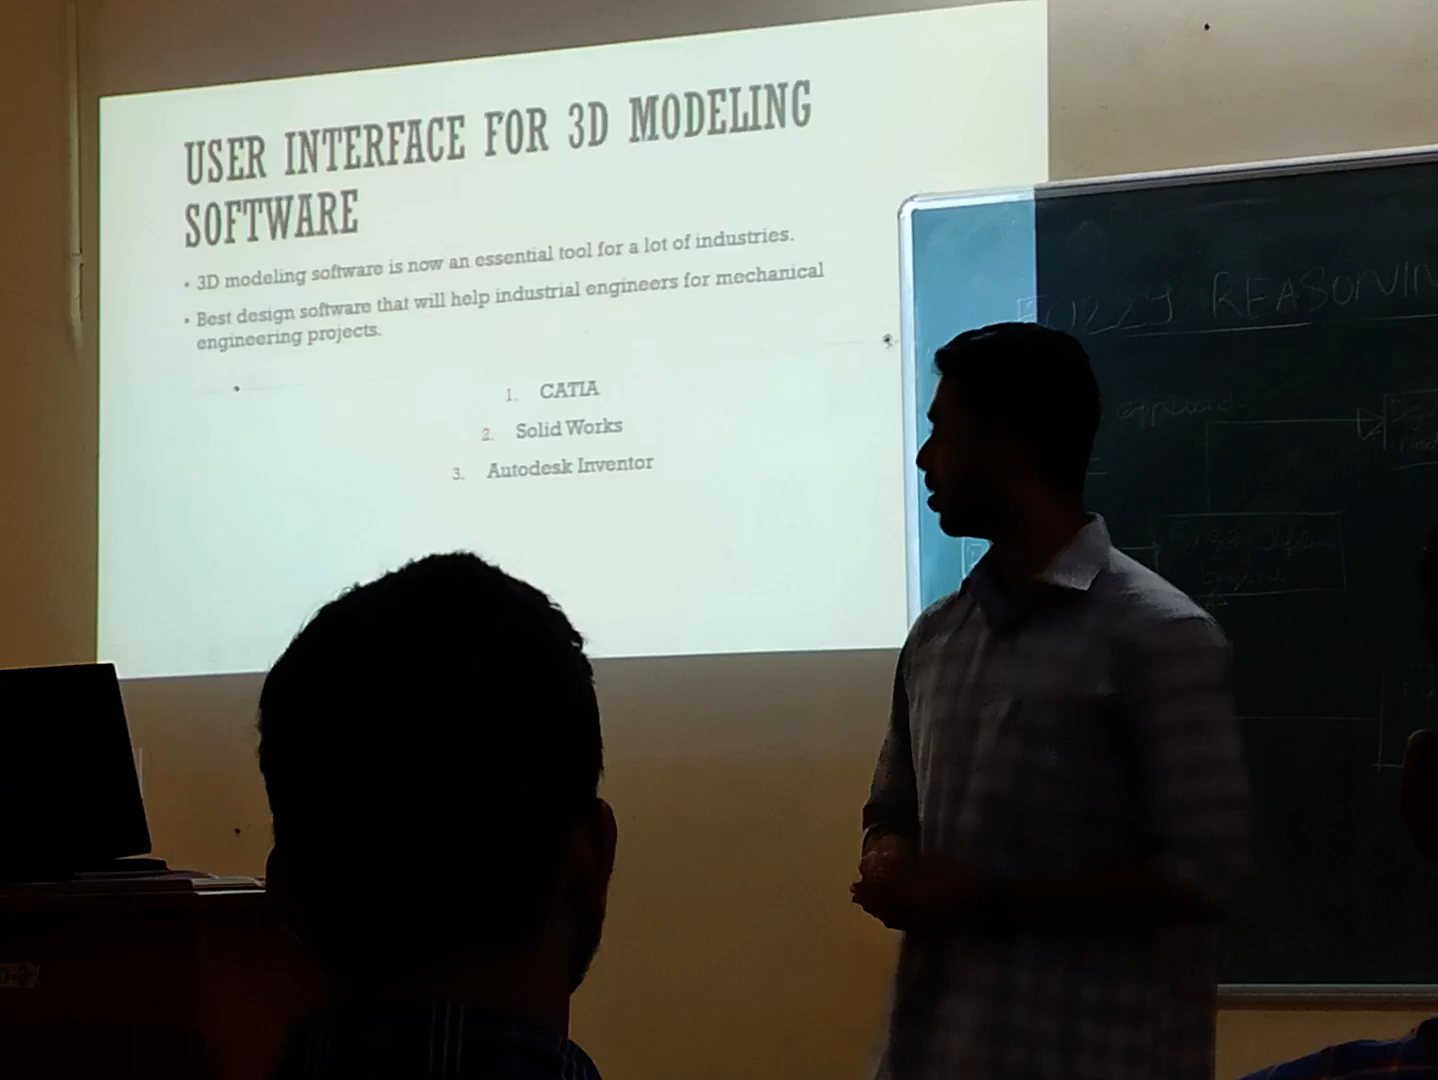 USER INTERFACE FOR 3D MODELING
SOFTWARE
• 3D modeling software is now an essential tool for a lot of industries.
• Best design software that will help industrial engineers for mechanical
engineering projects.
1. CATIA
2. Solid Works
3. Autodesk Inventor
FUZZY REASONIN